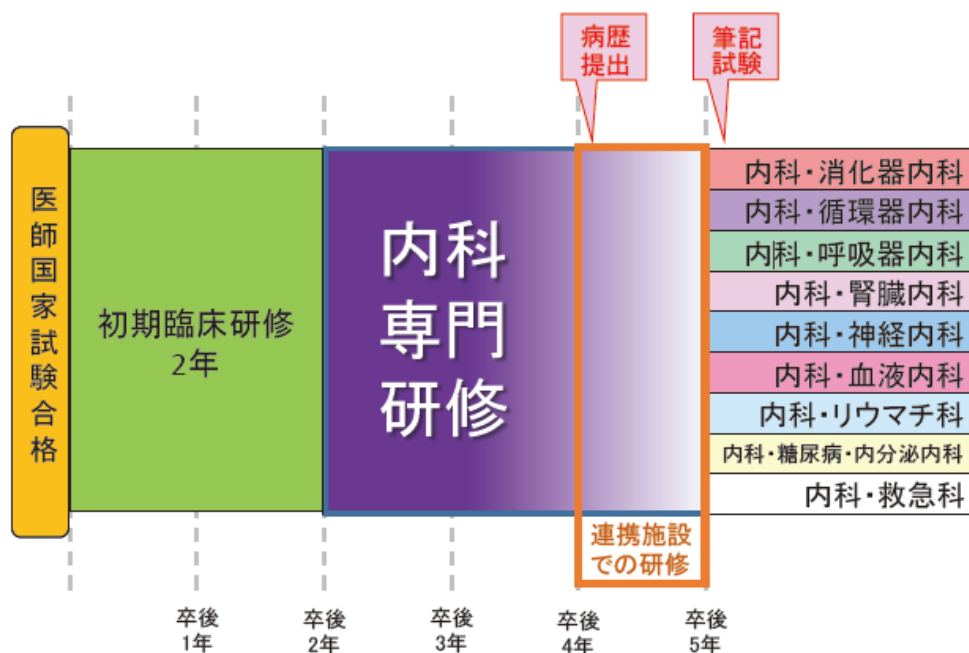 病歴
提出
筆記
試験
医師国家試験合格
初期臨床研修
2年
内科
専門
研修
内科・消化器内科
内科・循環器内科
内科・呼吸器内科
内科・腎臓内科
内科・神経内科
内科・血液内科
内科・リウマチ科
内科・糖尿病・内分泌内科
内科・救急科
連携施設
での研修
卒後
1年
卒後
2年
卒後
3年
卒後
4年
卒後
5年